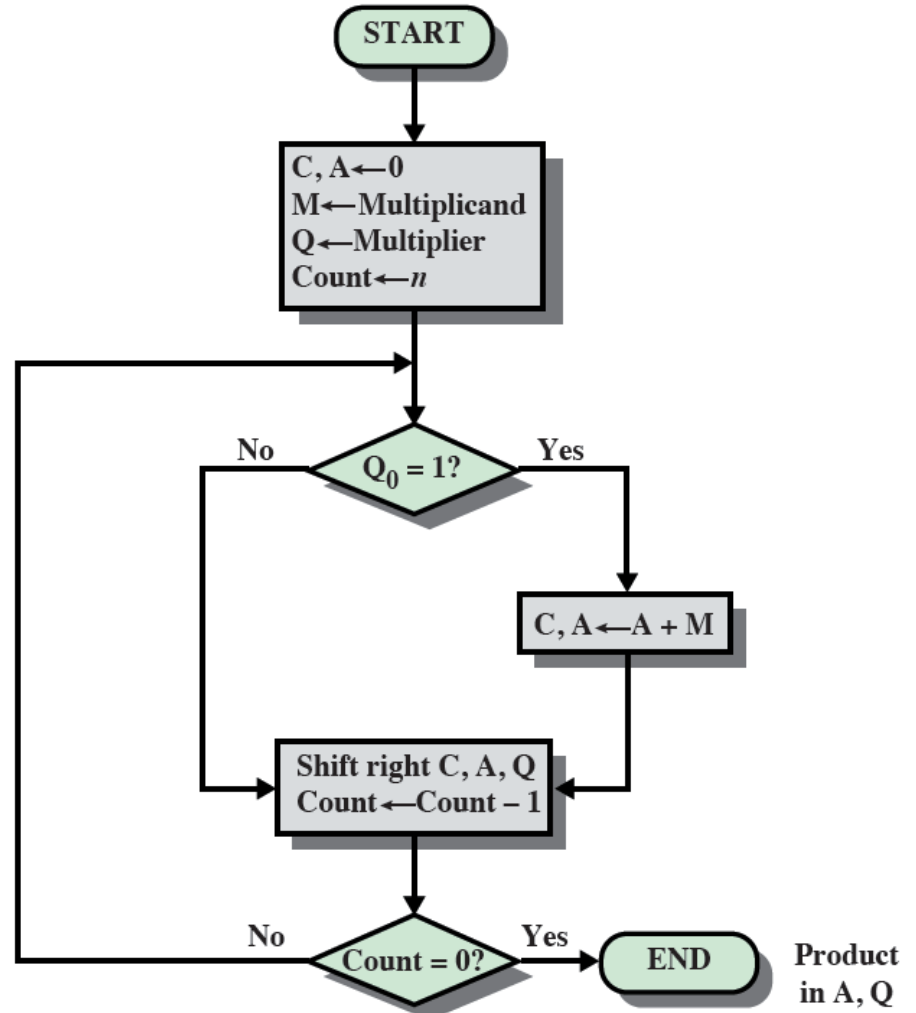 START
C, A←0
M←Multiplicand
Q←Multiplier
Count←n
No
Yes
Q0 = 1?
C, A←A + M
Shift right C, A, Q
Count←Count – 1
No
Yes
Count = 0?
END
Product
in A, Q